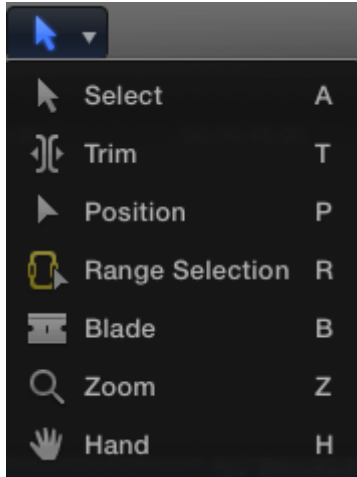 Select A
Trim T
Position P
Range Selection R
Blade B
Zoom Z
Hand H